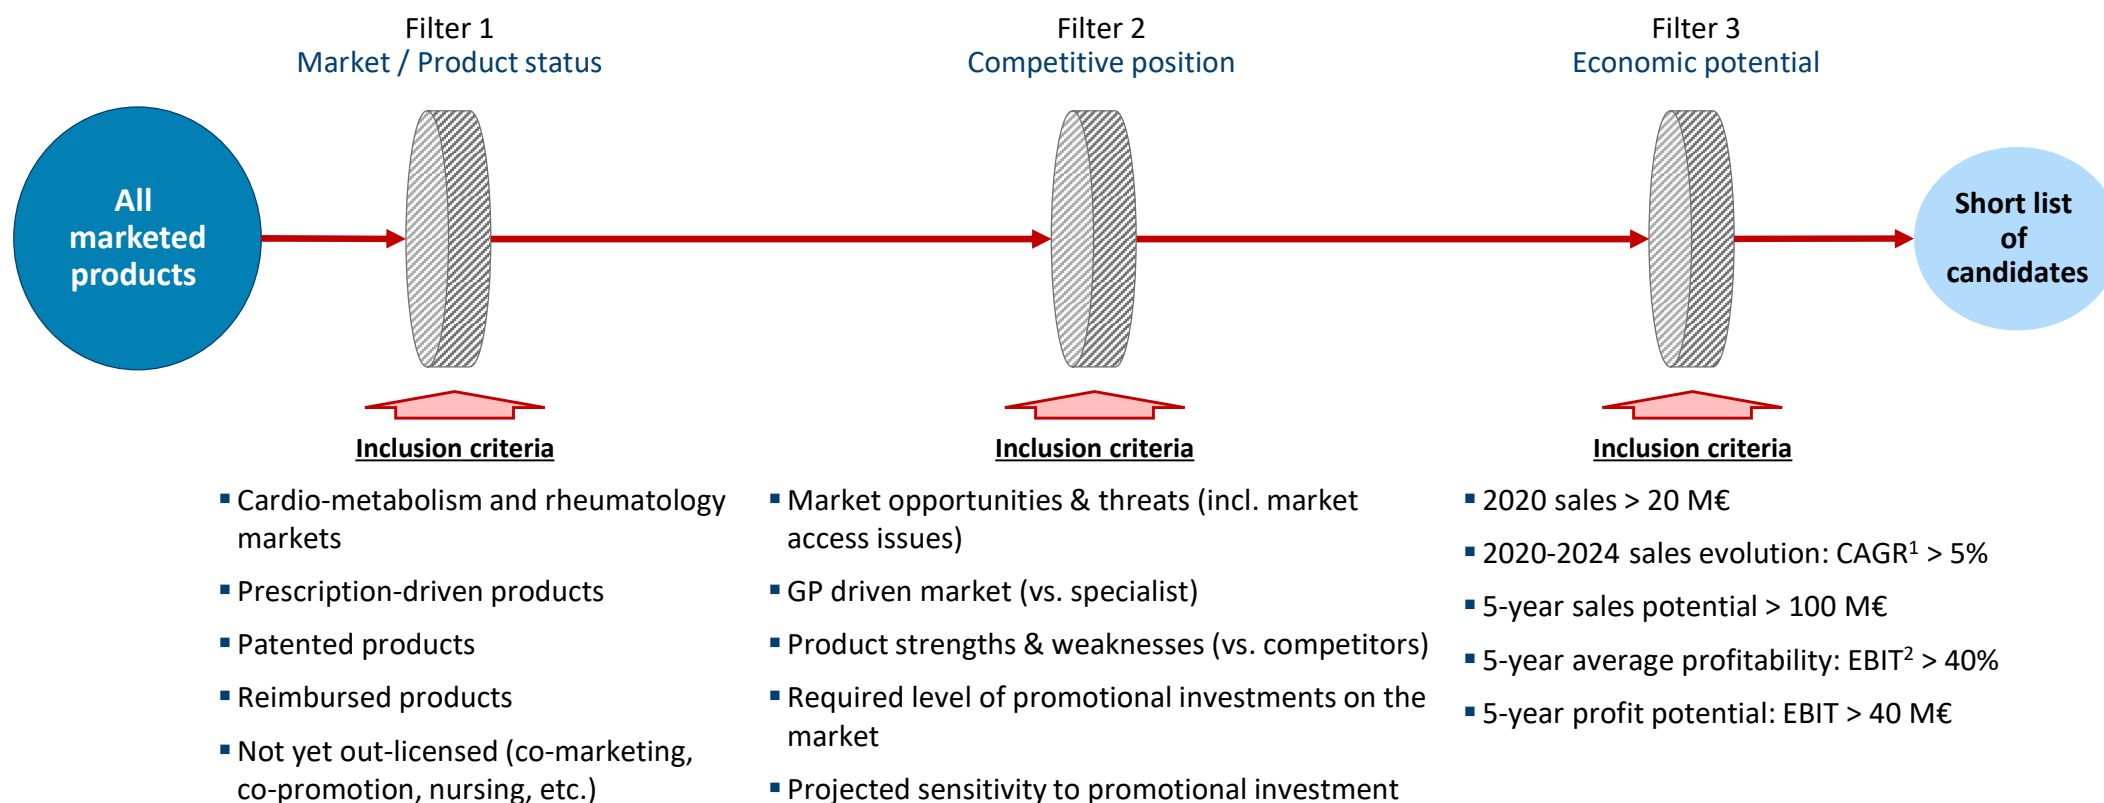 Filter 1
Market / Product status
Filter 2
Competitive position
Filter 3
Economic potential
All
marketed
products
Short list
of
candidates
Inclusion criteria
▪ Cardio-metabolism and rheumatology
markets
▪ Prescription-driven products
▪ Patented products
▪ Reimbursed products
▪ Not yet out-licensed (co-marketing,
co-promotion, nursing, etc.)
Inclusion criteria
▪ Market opportunities & threats (incl. market
access issues)
▪ GP driven market (vs. specialist)
▪ Product strengths & weaknesses (vs. competitors)
▪ Required level of promotional investments on the
market
▪ Projected sensitivity to promotional investment
Inclusion criteria
▪ 2020 sales > 20 M€
▪ 2020-2024 sales evolution: CAGR¹ > 5%
▪ 5-year sales potential > 100 M€
▪ 5-year average profitability: EBIT² > 40%
▪ 5-year profit potential: EBIT > 40 M€